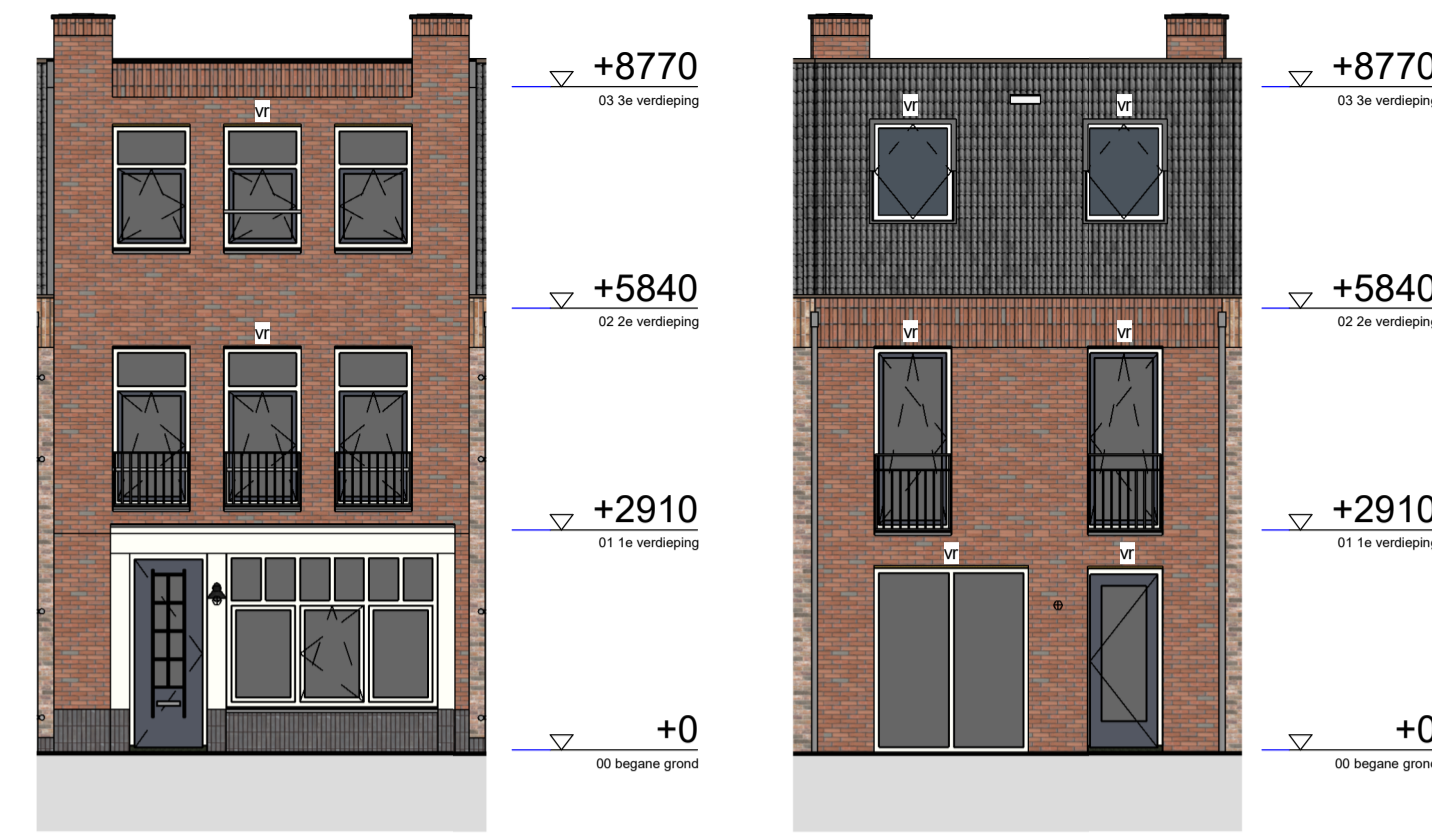 +8770
03 3e verdieping
vr
+5840
02 2e verdieping
vr
+2910
01 1e verdieping
+0
00 begane grond
+8770
03 3e verdieping
vr vr
+5840
02 2e verdieping
vr vr
+2910
01 1e verdieping
vr vr
+0
00 begane grond